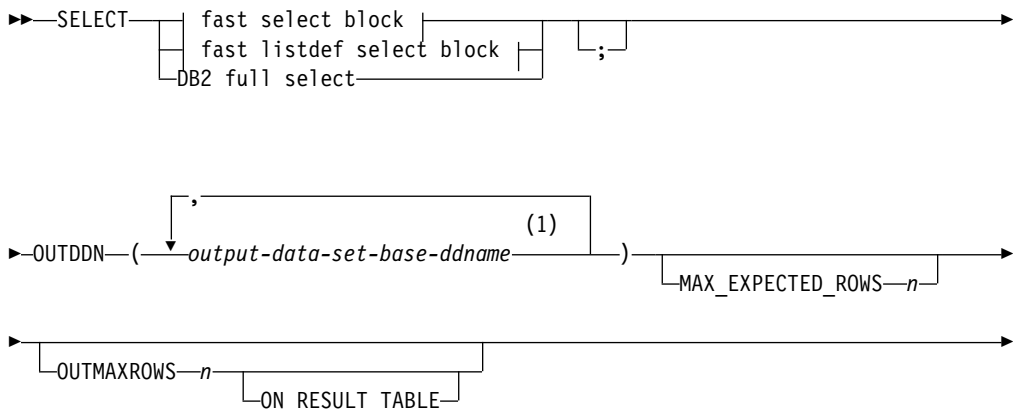 SELECT fast select block
fast listdef select block ;
DB2 full select
,
(1)
OUTDDN ( output-data-set-base-ddname )
MAX_EXPECTED_ROWS n
OUTMAXROWS n
ON RESULT TABLE